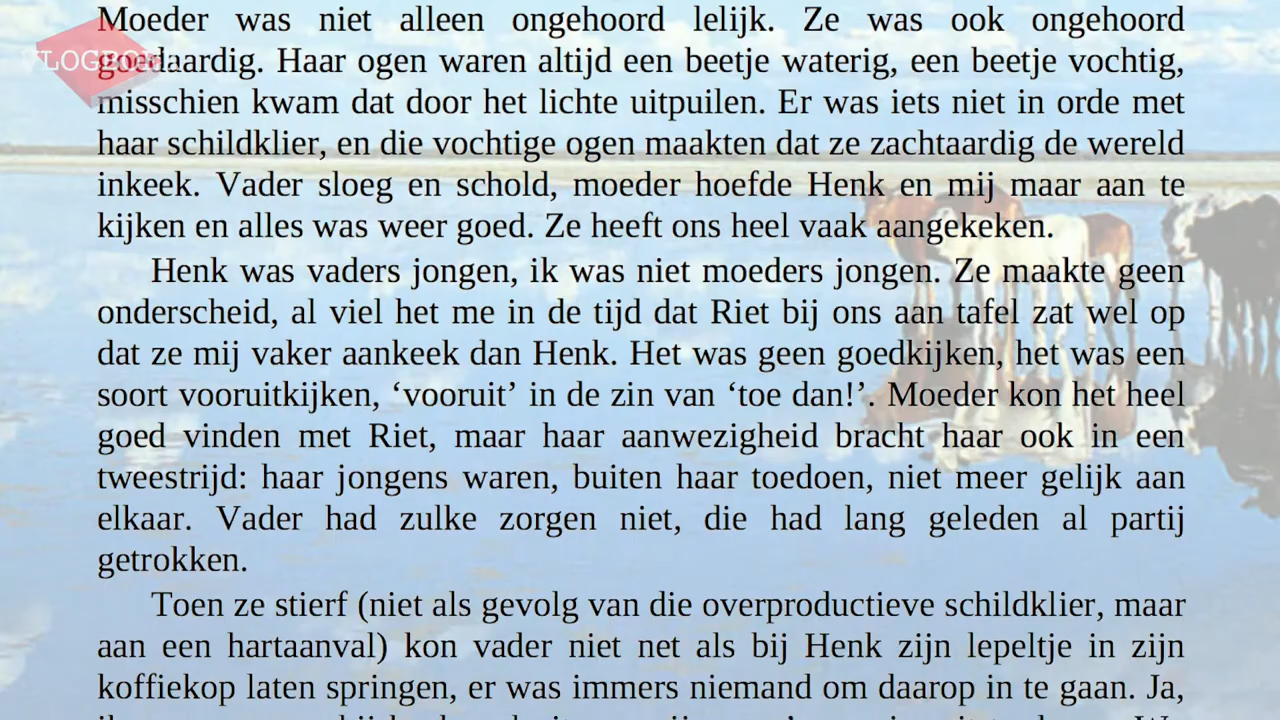 Moeder was niet alleen ongehoord lelijk. Ze was ook ongehoord
goedaardig. Haar ogen waren altijd een beetje waterig, een beetje vochtig,
misschien kwam dat door het lichte uitpuilen. Er was iets niet in orde met
haar schildklier, en die vochtige ogen maakten dat ze zachtaardig de wereld
inkeek. Vader sloeg en schold, moeder hoefde Henk en mij maar aan te
kijken en alles was weer goed. Ze heeft ons heel vaak aangekeken.
Henk was vaders jongen, ik was niet moeders jongen. Ze maakte geen
onderscheid, al viel het me in de tijd dat Riet bij ons aan tafel zat wel op
dat ze mij vaker aankeek dan Henk. Het was geen goedkijken, het was een
soort vooruitkijken, ‘vooruit’ in de zin van ‘toe dan!’. Moeder kon het heel
goed vinden met Riet, maar haar aanwezigheid bracht haar ook in een
tweestrijd: haar jongens waren, buiten haar toedoen, niet meer gelijk aan
elkaar. Vader had zulke zorgen niet, die had lang geleden al partij
getrokken.
Toen ze stierf (niet als gevolg van die overproductieve schildklier, maar
aan een hartaanval) kon vader niet net als bij Henk zijn lepeltje in zijn
koffiekop laten springen, er was immers niemand om daarop in te gaan. Ja,